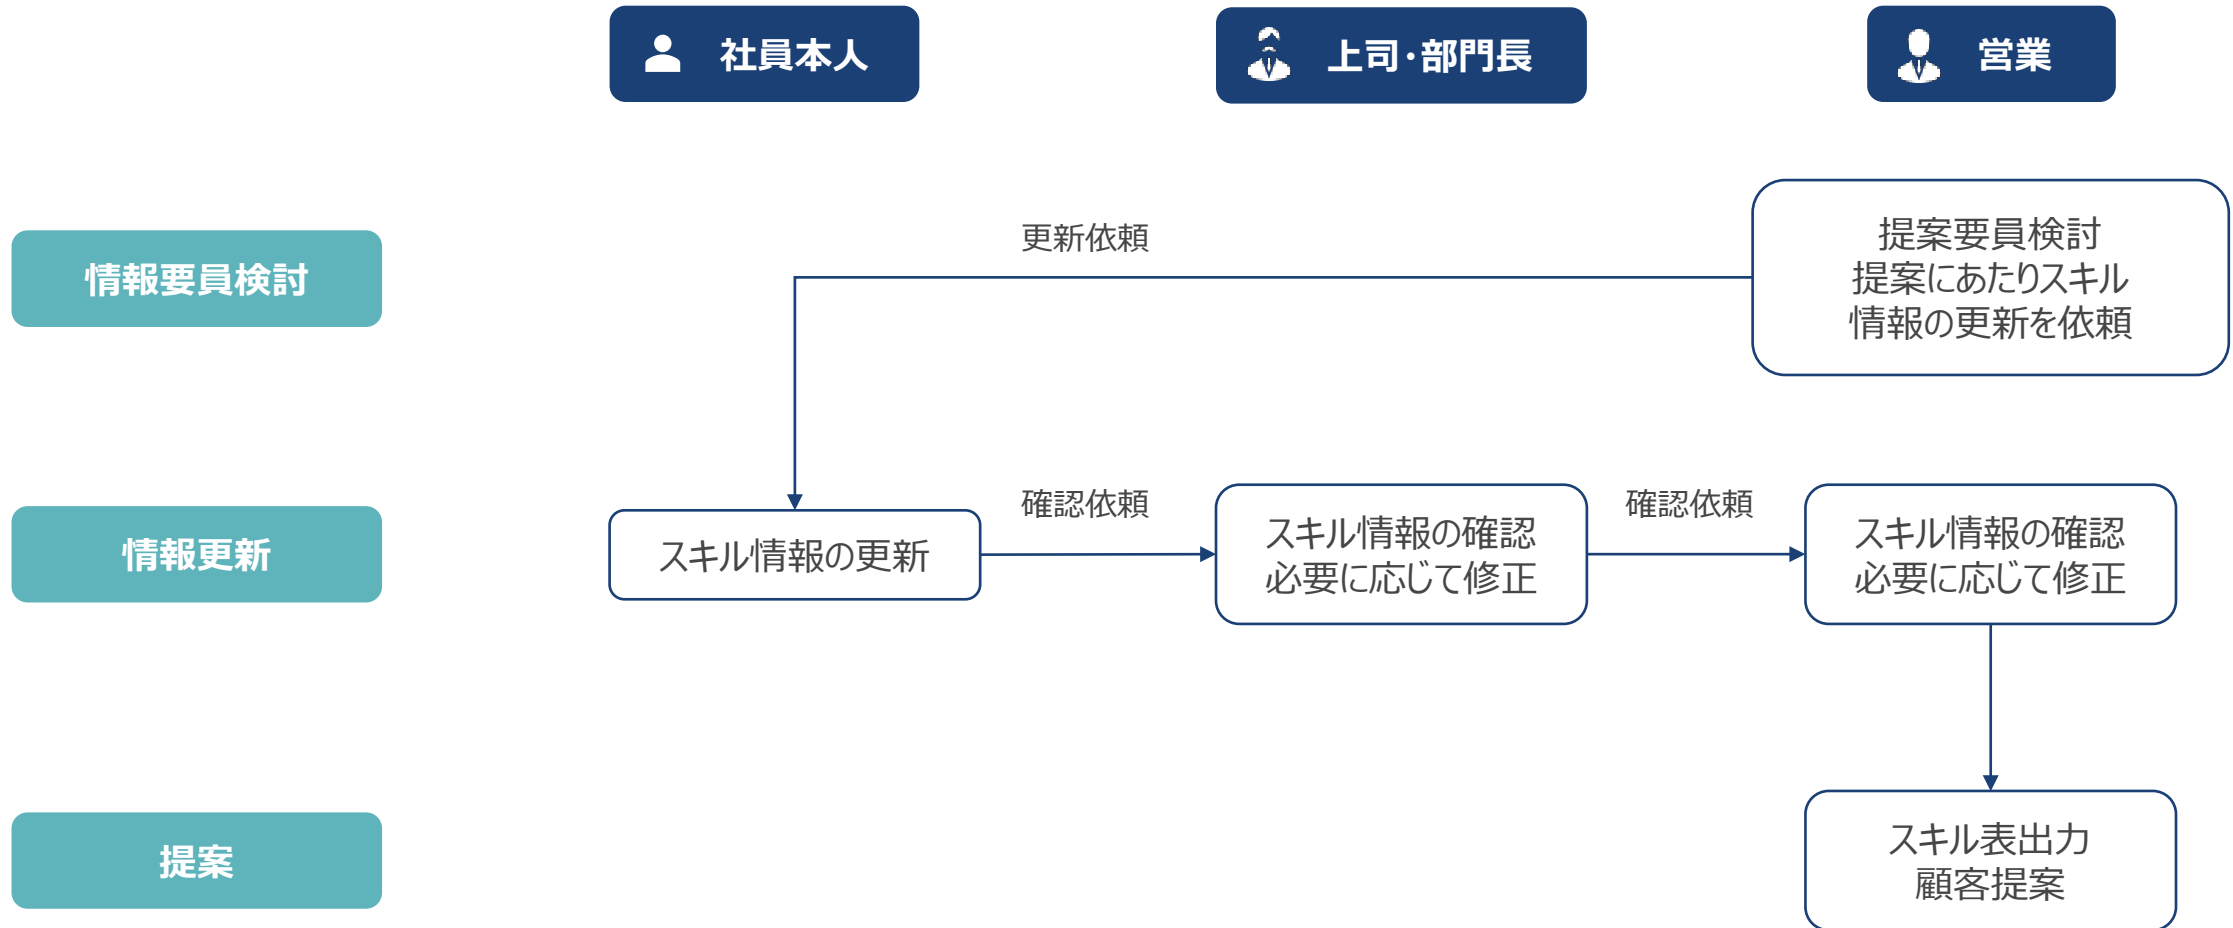 社員本人
上司・部門長
営業
情報要員検討
更新依頼
提案要員検討
提案にあたりスキル
情報の更新を依頼
情報更新
スキル情報の更新
確認依頼
スキル情報の確認
必要に応じて修正
確認依頼
スキル情報の確認
必要に応じて修正
提案
スキル表出力
顧客提案